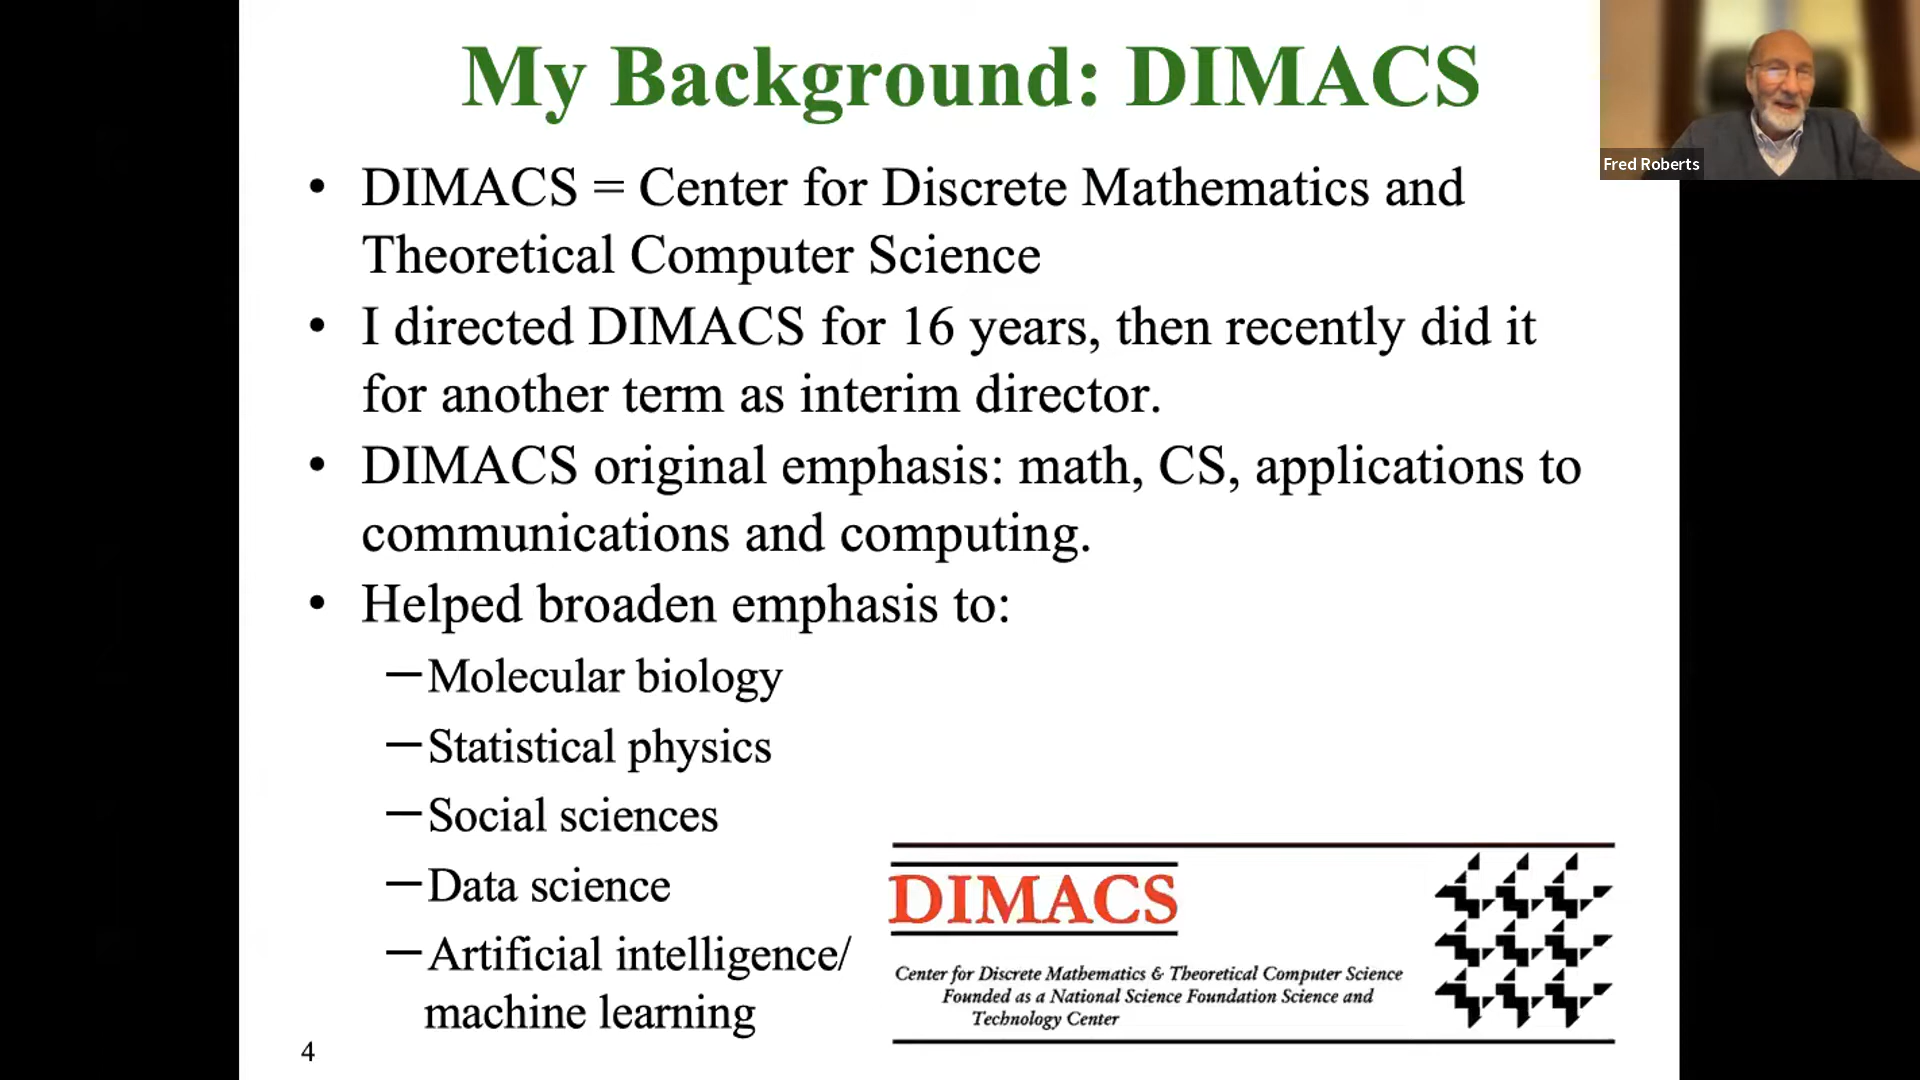 My Background: DIMACS
Fred Roberts
• DIMACS = Center for Discrete Mathematics and
Theoretical Computer Science
• I directed DIMACS for 16 years, then recently did it
for another term as interim director.
• DIMACS original emphasis: math, CS, applications to
communications and computing.
• Helped broaden emphasis to:
—Molecular biology
—Statistical physics
—Social sciences
—Data science
—Artificial intelligence/
machine learning
DIMACS
Center for Discrete Mathematics & Theoretical Computer Science
Founded as a National Science Foundation Science and
Technology Center
4